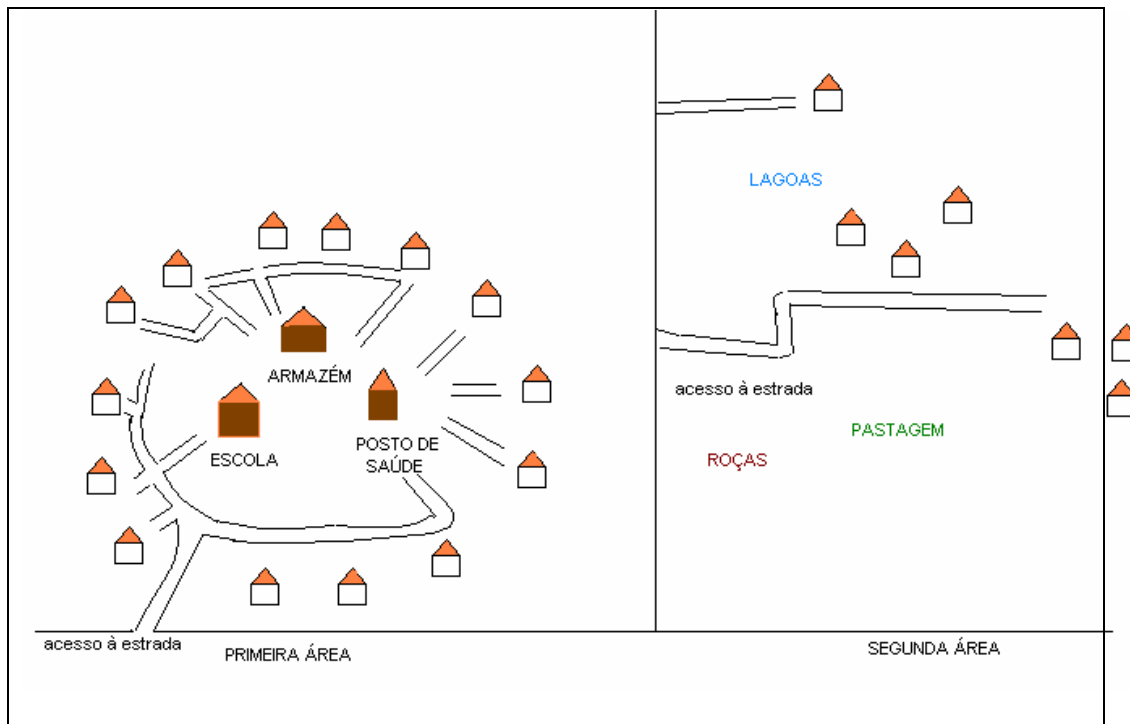 LAGOAS
ARMAZÉM
acesso à estrada
PASTAGEM
ESCOLA
POSTO DE
SAÚDE
ROÇAS
acesso à estrada
PRIMEIRA ÁREA
SEGUNDA ÁREA